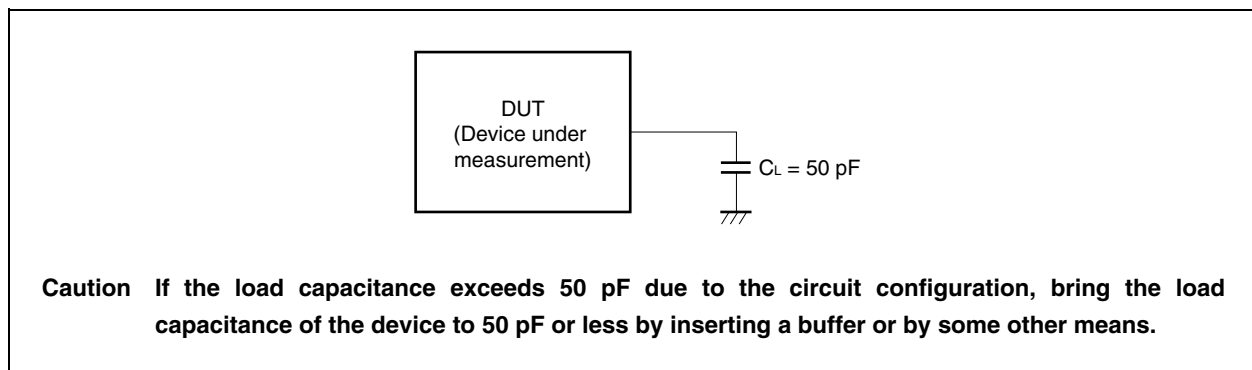 DUT
(Device under
measurement)
CL = 50 pF
Caution If the load capacitance exceeds 50 pF due to the circuit configuration, bring the load
capacitance of the device to 50 pF or less by inserting a buffer or by some other means.